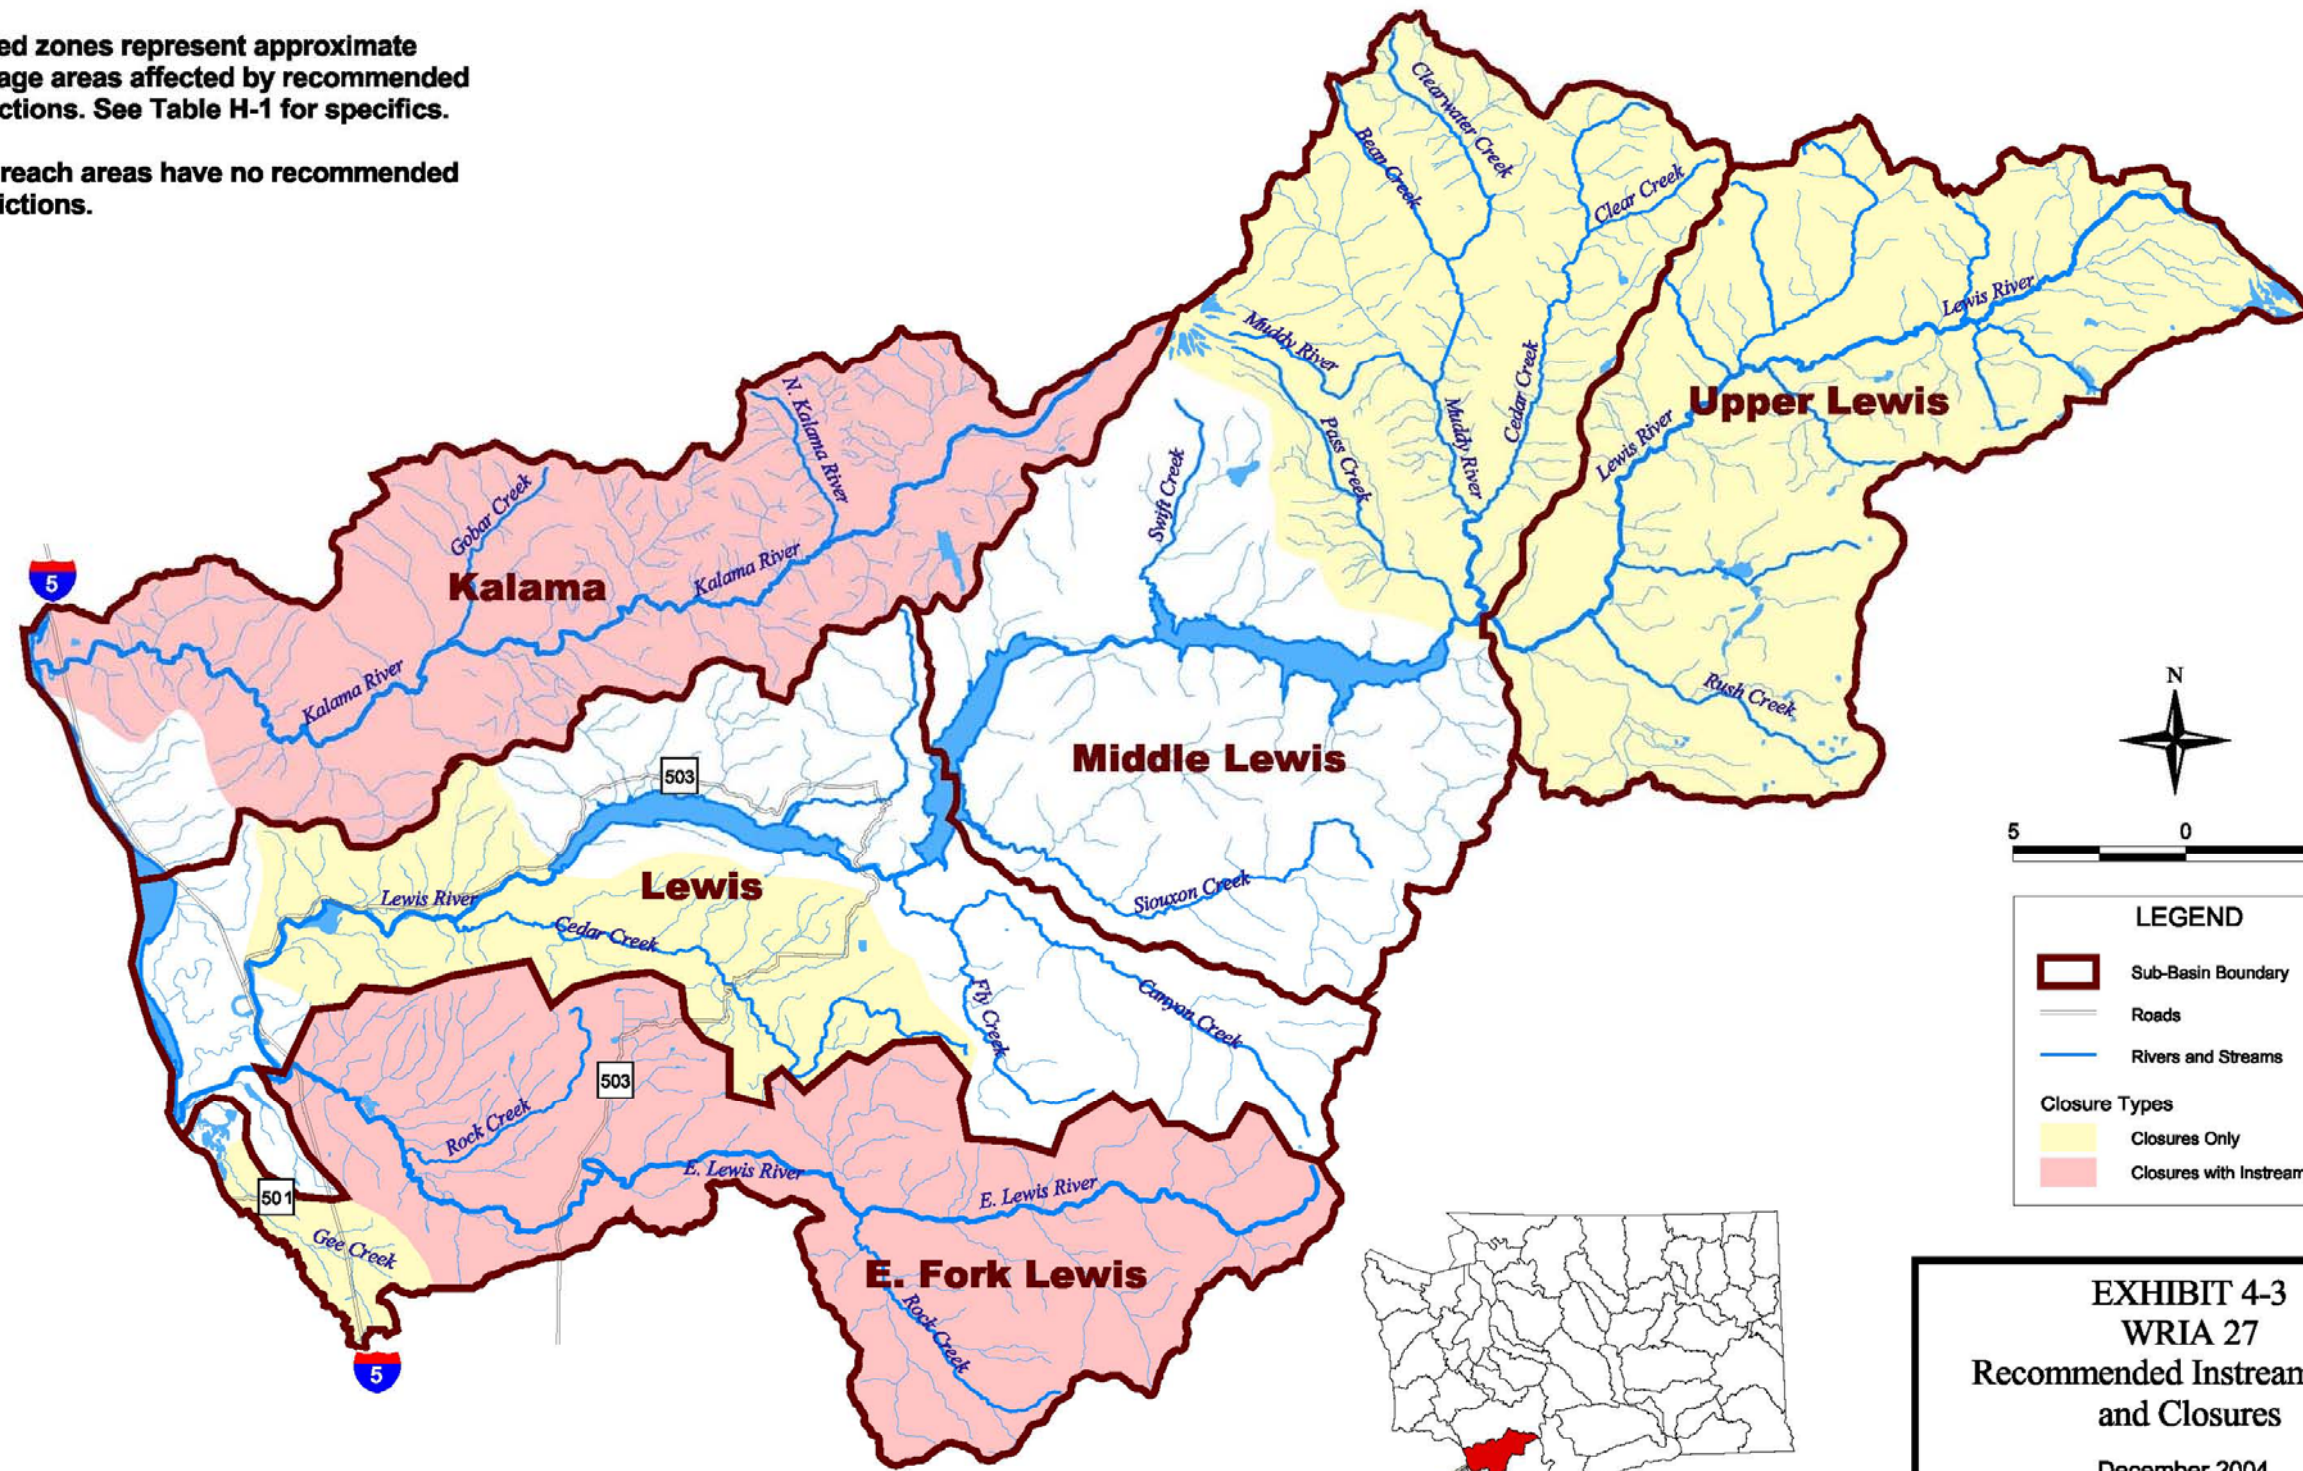 ed zones represent approximate
age areas affected by recommended
ctions. See Table H-1 for specifics.
reach areas have no recommended
ictions.
Clearwater Creek
Bean Creek
Clear Creek
Muddy River
Lewis River
Cedar Creek
N. Kalama River
Muddy River
Pass Creek
Upper Lewis
Lewis River
Swift Creek
Gobar Creek
Kalama River
5
Kalama
Kalama River
Rush Creek
N
503
Middle Lewis
5
0
Lewis
Lewis River
Siouxon Creek
Cedar Creek
Fly Creek
Canyon Creek
503
Rock Creek
E. Lewis River
E. Lewis River
501
Gee Creek
E. Fork Lewis
Rock Creek
5
LEGEND
Sub-Basin Boundary
Roads
Rivers and Streams
Closure Types
Closures Only
Closures with Instream
EXHIBIT 4-3
WRIA 27
Recommended Instream
and Closures
December 2004